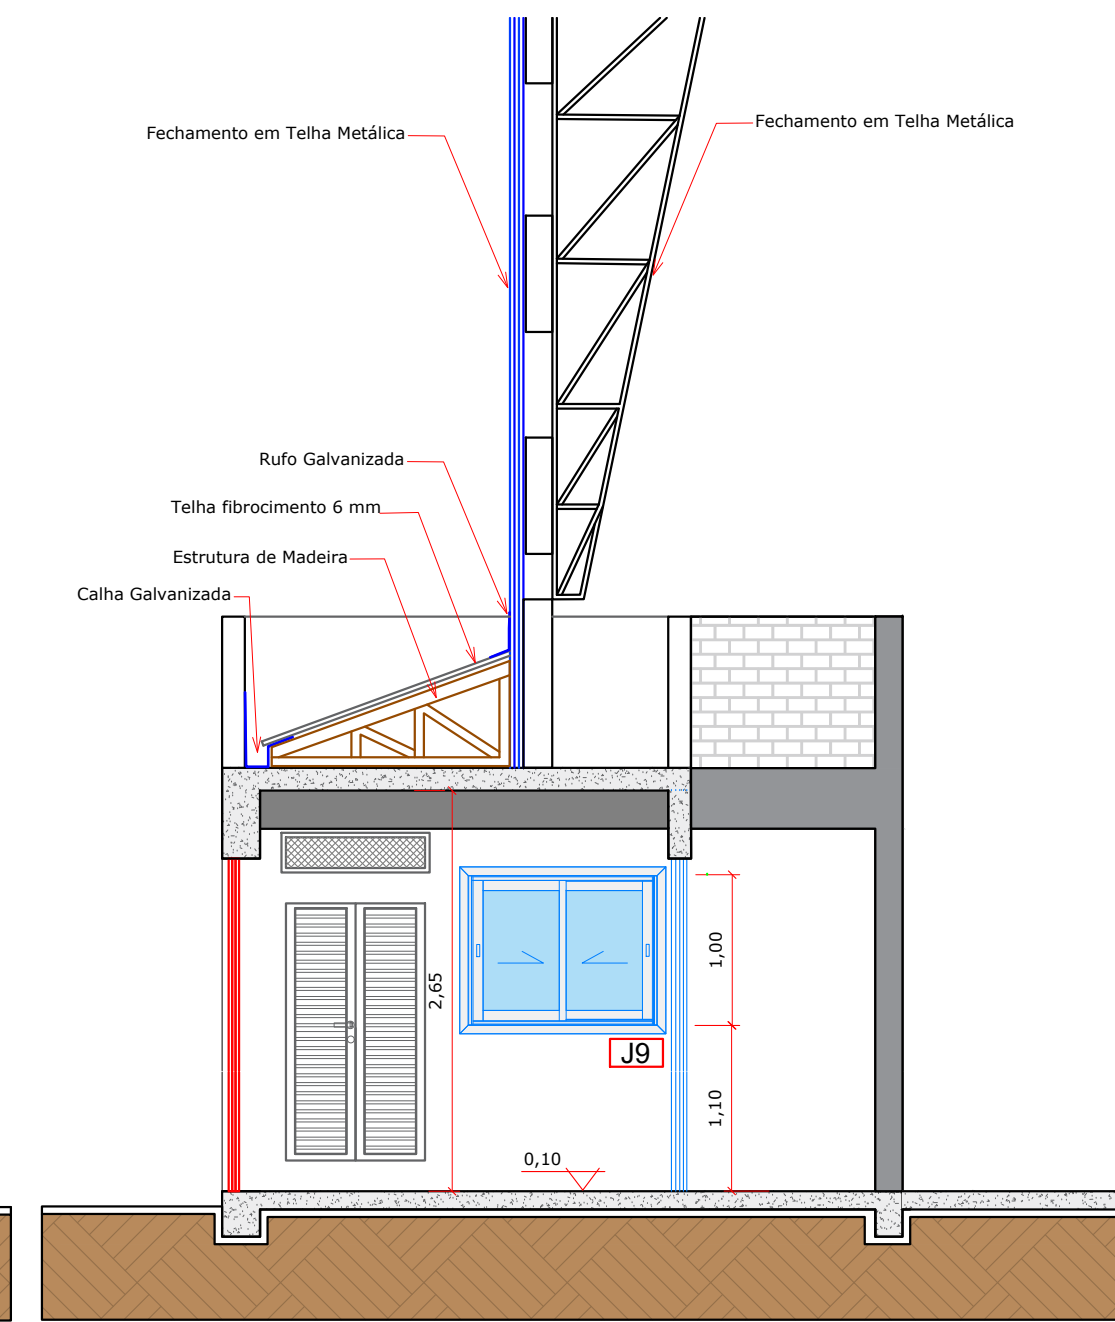 Fechamento em Telha Metálica
Fechamento em Telha Metálica
Rufo Galvanizada
Telha fibrocimento 6 mm
Estrutura de Madeira
Calha Galvanizada
2,65
1,00
J9
1,10
0,10